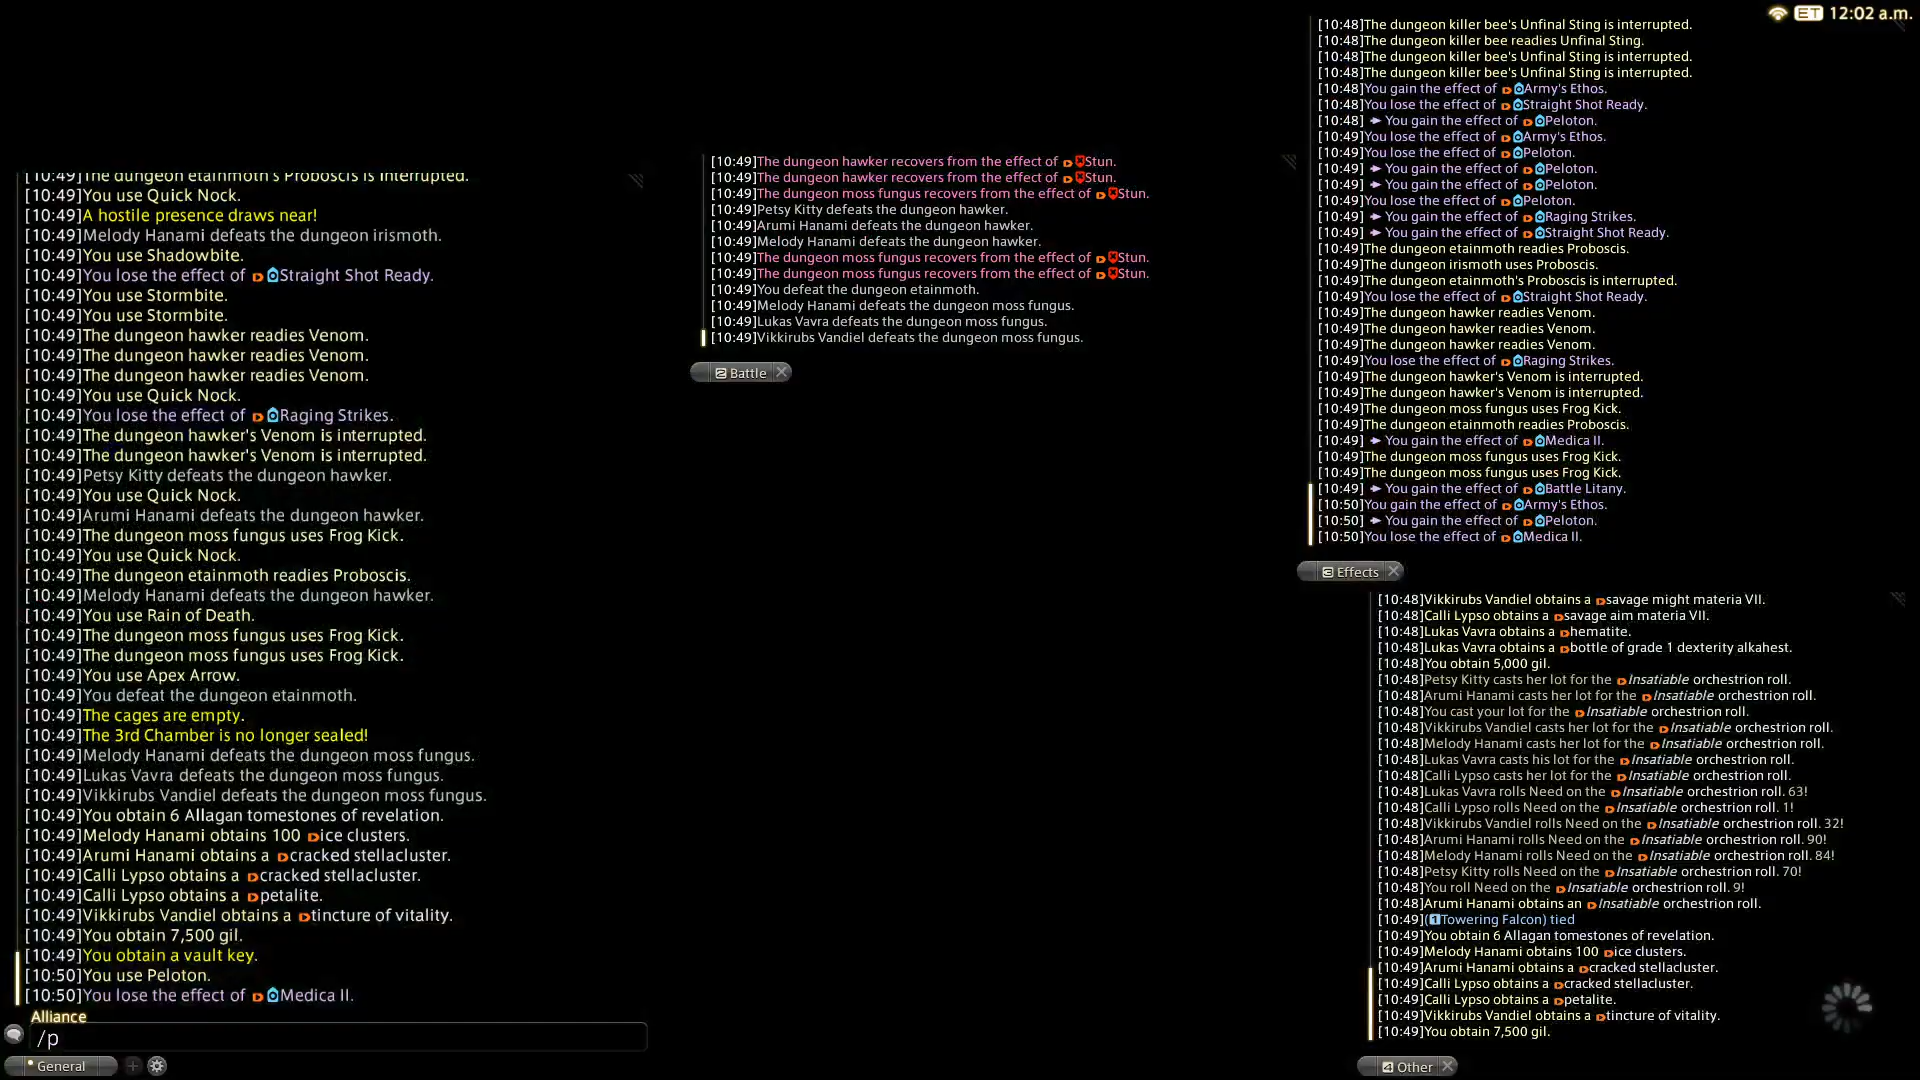 [10:49]The dungeon etainmoth's Proboscis is interrupted.
[10:49]You use Quick Nock.
[10:49]A hostile presence draws near!
[10:49]Melody Hanami defeats the dungeon irismoth.
[10:49]You use Shadowbite.
[10:49]You lose the effect of Straight Shot Ready.
[10:49]You use Stormbite.
[10:49]You use Stormbite.
[10:49]The dungeon hawker readies Venom.
[10:49]The dungeon hawker readies Venom.
[10:49]The dungeon hawker readies Venom.
[10:49]You use Quick Nock.
[10:49]You lose the effect of Raging Strikes.
[10:49]The dungeon hawker's Venom is interrupted.
[10:49]The dungeon hawker's Venom is interrupted.
[10:49]Petsy Kitty defeats the dungeon hawker.
[10:49]You use Quick Nock.
[10:49]Arumi Hanami defeats the dungeon hawker.
[10:49]The dungeon moss fungus uses Frog Kick.
[10:49]You use Quick Nock.
[10:49]The dungeon etainmoth readies Proboscis.
[10:49]Melody Hanami defeats the dungeon hawker.
[10:49]You use Rain of Death.
[10:49]The dungeon moss fungus uses Frog Kick.
[10:49]The dungeon moss fungus uses Frog Kick.
[10:49]You use Apex Arrow.
[10:49]You defeat the dungeon etainmoth.
[10:49]The cages are empty.
[10:49]The 3rd Chamber is no longer sealed!
[10:49]Melody Hanami defeats the dungeon moss fungus.
[10:49]Lukas Vavra defeats the dungeon moss fungus.
[10:49]Vikkirubs Vandiel defeats the dungeon moss fungus.
[10:49]You obtain 6 Allagan tomestones of revelation.
[10:49]Melody Hanami obtains 100 ice clusters.
[10:49]Arumi Hanami obtains a cracked stellacluster.
[10:49]Calli Lypso obtains a cracked stellacluster.
[10:49]Calli Lypso obtains a petalite.
[10:49]Vikkirubs Vandiel obtains a tincture of vitality.
[10:49]You obtain 7,500 gil.
[10:49]You obtain a vault key.
[10:50]You use Peloton.
[10:50]You lose the effect of Medica II.
Alliance
/p
General
[10:49]The dungeon hawker recovers from the effect of Stun.
[10:49]The dungeon hawker recovers from the effect of Stun.
[10:49]The dungeon moss fungus recovers from the effect of Stun.
[10:49]Petsy Kitty defeats the dungeon hawker.
[10:49]Arumi Hanami defeats the dungeon hawker.
[10:49]Melody Hanami defeats the dungeon hawker.
[10:49]The dungeon moss fungus recovers from the effect of Stun.
[10:49]The dungeon moss fungus recovers from the effect of Stun.
[10:49]You defeat the dungeon etainmoth.
[10:49]Melody Hanami defeats the dungeon moss fungus.
[10:49]Lukas Vavra defeats the dungeon moss fungus.
[10:49]Vikkirubs Vandiel defeats the dungeon moss fungus.
2 Battle
ET 12:02 a.m.
[10:48]The dungeon killer bee's Unfinal Sting is interrupted.
[10:48]The dungeon killer bee readies Unfinal Sting.
[10:48]The dungeon killer bee's Unfinal Sting is interrupted.
[10:48]The dungeon killer bee's Unfinal Sting is interrupted.
[10:48]You gain the effect of Army's Ethos.
[10:48]You lose the effect of Straight Shot Ready.
[10:48] You gain the effect of Peloton.
[10:49]You lose the effect of Army's Ethos.
[10:49]You lose the effect of Peloton.
[10:49] You gain the effect of Peloton.
[10:49] You gain the effect of Peloton.
[10:49]You lose the effect of Peloton.
[10:49] You gain the effect of Raging Strikes.
[10:49] You gain the effect of Straight Shot Ready.
[10:49]The dungeon etainmoth readies Proboscis.
[10:49]The dungeon irismoth uses Proboscis.
[10:49]The dungeon etainmoth's Proboscis is interrupted.
[10:49]You lose the effect of Straight Shot Ready.
[10:49]The dungeon hawker readies Venom.
[10:49]The dungeon hawker readies Venom.
[10:49]The dungeon hawker readies Venom.
[10:49]You lose the effect of Raging Strikes.
[10:49]The dungeon hawker's Venom is interrupted.
[10:49]The dungeon hawker's Venom is interrupted.
[10:49]The dungeon moss fungus uses Frog Kick.
[10:49]The dungeon etainmoth readies Proboscis.
[10:49] You gain the effect of Medica II.
[10:49]The dungeon moss fungus uses Frog Kick.
[10:49]The dungeon moss fungus uses Frog Kick.
[10:49] You gain the effect of Battle Litany.
[10:50]You gain the effect of Army's Ethos.
[10:50] You gain the effect of Peloton.
[10:50]You lose the effect of Medica II.
3 Effects
[10:48]Vikkirubs Vandiel obtains a savage might materia VII.
[10:48]Calli Lypso obtains a savage aim materia VII.
[10:48]Lukas Vavra obtains a hematite.
[10:48]Lukas Vavra obtains a bottle of grade 1 dexterity alkahest.
[10:48]You obtain 5,000 gil.
[10:48]Petsy Kitty casts her lot for the Insatiable orchestrion roll.
[10:48]Arumi Hanami casts her lot for the Insatiable orchestrion roll.
[10:48]You cast your lot for the Insatiable orchestrion roll.
[10:48]Vikkirubs Vandiel casts her lot for the Insatiable orchestrion roll.
[10:48]Melody Hanami casts her lot for the Insatiable orchestrion roll.
[10:48]Lukas Vavra casts his lot for the Insatiable orchestrion roll.
[10:48]Calli Lypso casts her lot for the Insatiable orchestrion roll.
[10:48]Lukas Vavra rolls Need on the Insatiable orchestrion roll. 63!
[10:48]Calli Lypso rolls Need on the Insatiable orchestrion roll. 1!
[10:48]Vikkirubs Vandiel rolls Need on the Insatiable orchestrion roll. 32!
[10:48]Arumi Hanami rolls Need on the Insatiable orchestrion roll. 90!
[10:48]Melody Hanami rolls Need on the Insatiable orchestrion roll. 84!
[10:48]Petsy Kitty rolls Need on the Insatiable orchestrion roll. 70!
[10:48]You roll Need on the Insatiable orchestrion roll. 9!
[10:48]Arumi Hanami obtains an Insatiable orchestrion roll.
[10:49](1Towering Falcon) tied
[10:49]You obtain 6 Allagan tomestones of revelation.
[10:49]Melody Hanami obtains 100 ice clusters.
[10:49]Arumi Hanami obtains a cracked stellacluster.
[10:49]Calli Lypso obtains a cracked stellacluster.
[10:49]Calli Lypso obtains a petalite.
[10:49]Vikkirubs Vandiel obtains a tincture of vitality.
[10:49]You obtain 7,500 gil.
4 Other